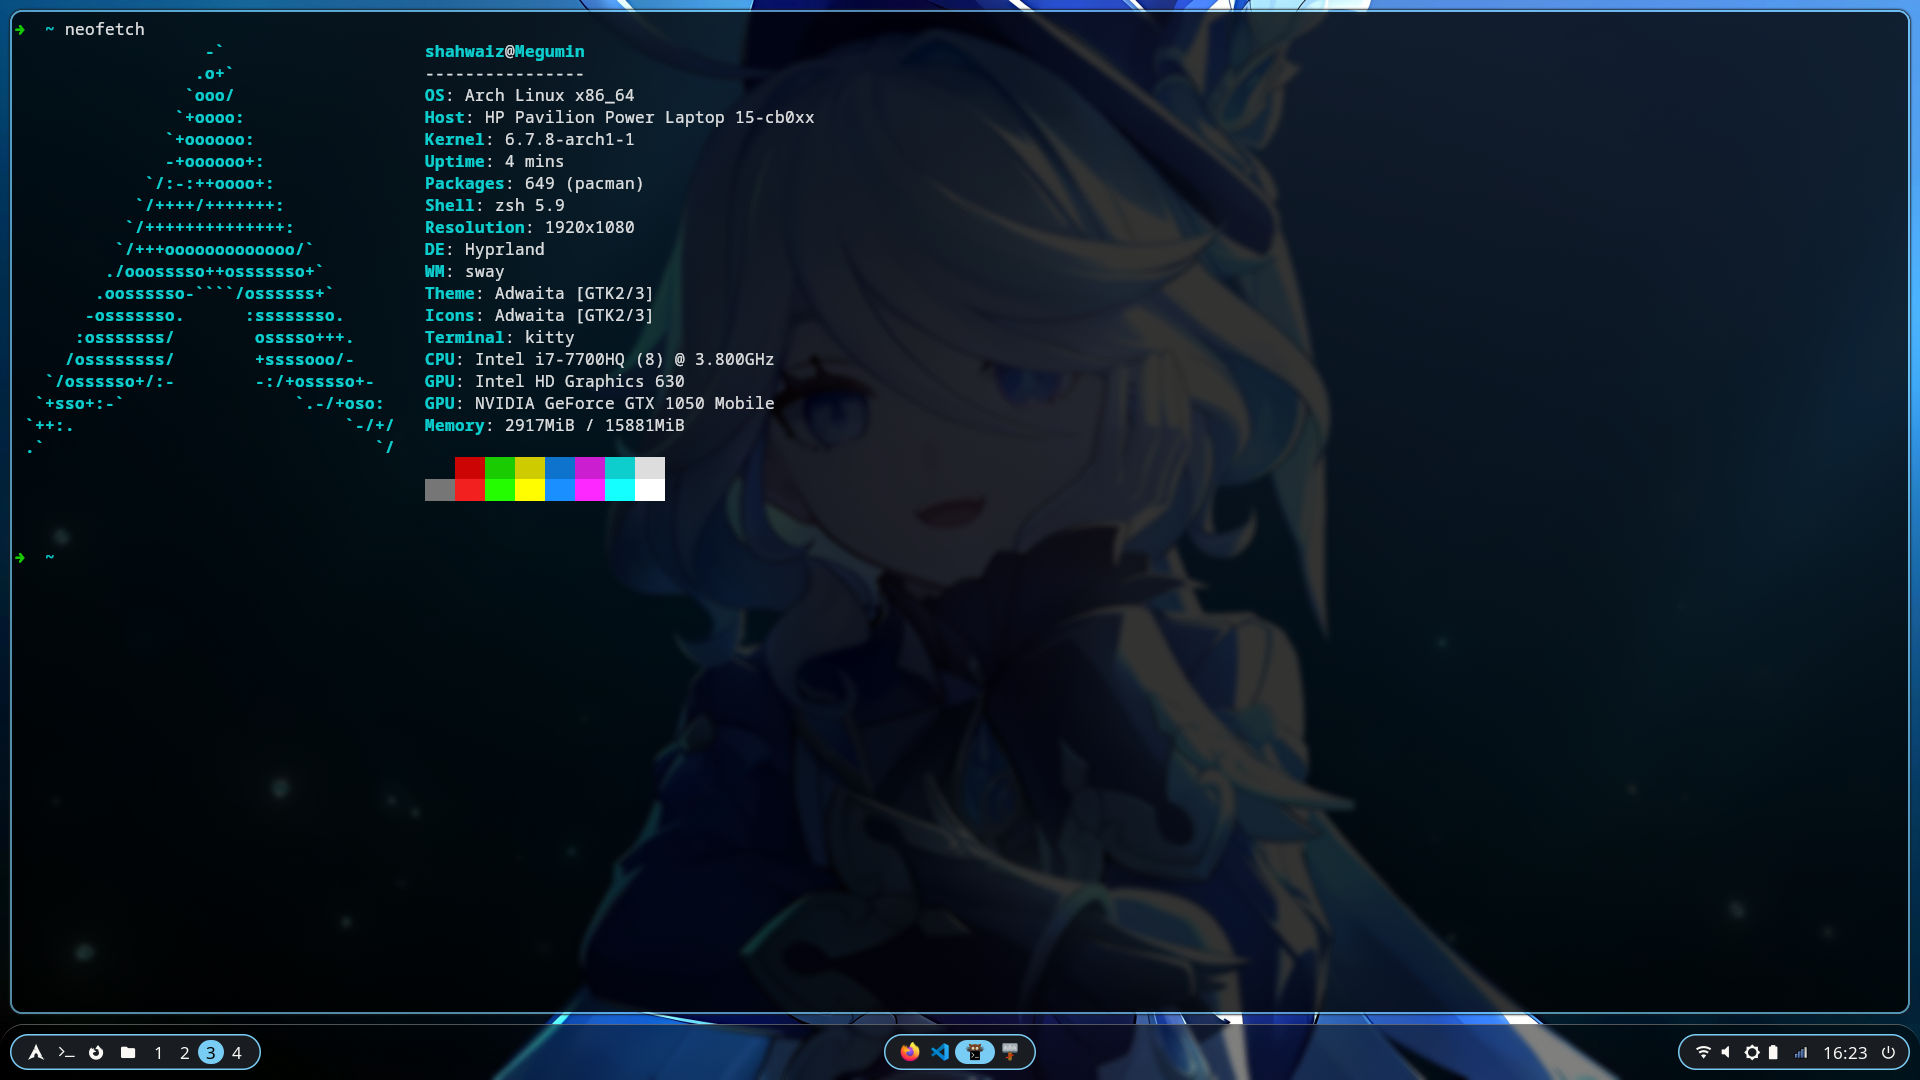 ➜  ~ neofetch
                   -`                    shahwaiz@Megumin
                  .o+`                   ----------------
                 `ooo/                   OS: Arch Linux x86_64
                `+oooo:                  Host: HP Pavilion Power Laptop 15-cb0xx
               `+oooooo:                 Kernel: 6.7.8-arch1-1
               -+oooooo+:                Uptime: 4 mins
             `/:-:++oooo+:               Packages: 649 (pacman)
            `/++++/+++++++:              Shell: zsh 5.9
           `/++++++++++++++:             Resolution: 1920x1080
          `/+++ooooooooooooo/`           DE: Hyprland
         ./ooosssso++osssssso+`          WM: sway
        .oossssso-````/ossssss+`         Theme: Adwaita [GTK2/3]
       -osssssso.      :ssssssso.        Icons: Adwaita [GTK2/3]
      :osssssss/        osssso+++.       Terminal: kitty
     /ossssssss/        +ssssooo/-       CPU: Intel i7-7700HQ (8) @ 3.800GHz
   `/ossssso+/:-        -:/+osssso+-     GPU: Intel HD Graphics 630
  `+sso+:-`                 `.-/+oso:    GPU: NVIDIA GeForce GTX 1050 Mobile
 `++:.                           `-/+/   Memory: 2917MiB / 15881MiB
 .`                                 `/
➜  ~
1 2 3 4
16:23